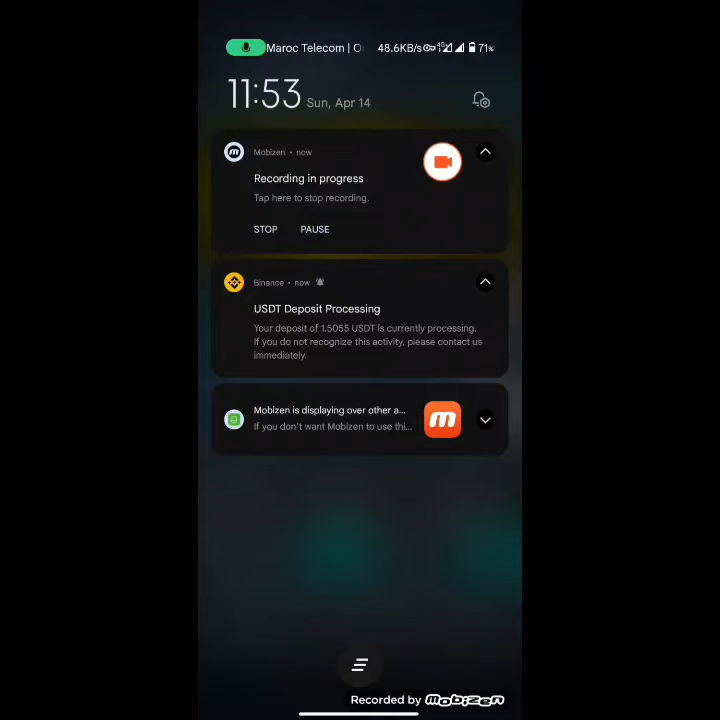 Maroc Telecom | O 48.6KB/s 4G 71%
11:53 Sun, Apr 14
Mobizen • now
Recording in progress
Tap here to stop recording.
STOP PAUSE
Binance • now
USDT Deposit Processing
Your deposit of 1.5055 USDT is currently processing.
If you do not recognize this activity, please contact us
immediately.
Mobizen is displaying over other a...
If you don't want Mobizen to use thi...
Recorded by mobizen